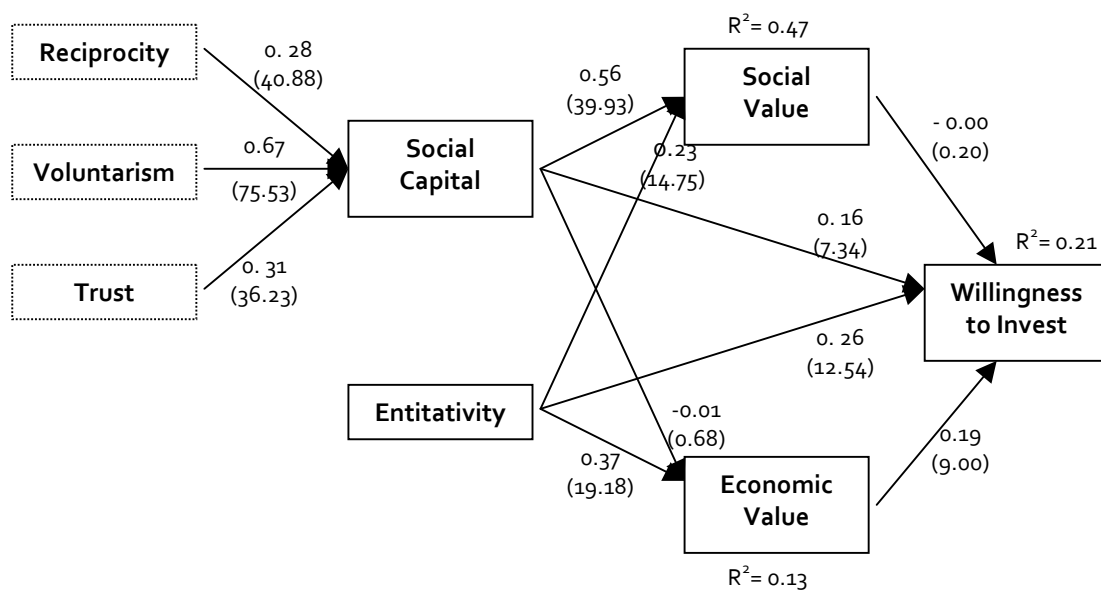 R²= 0.47
Reciprocity
0. 28
(40.88)
0.56
(39.93)
Social
Value
- 0.00
(0.20)
Voluntarism
0.67
(75.53)
Social
Capital
0.23
(14.75)
0. 16
(7.34)
R²= 0.21
Trust
0. 31
(36.23)
Willingness
to Invest
0. 26
(12.54)
Entitativity
-0.01
(0.68)
0.37
(19.18)
0.19
(9.00)
Economic
Value
R²= 0.13